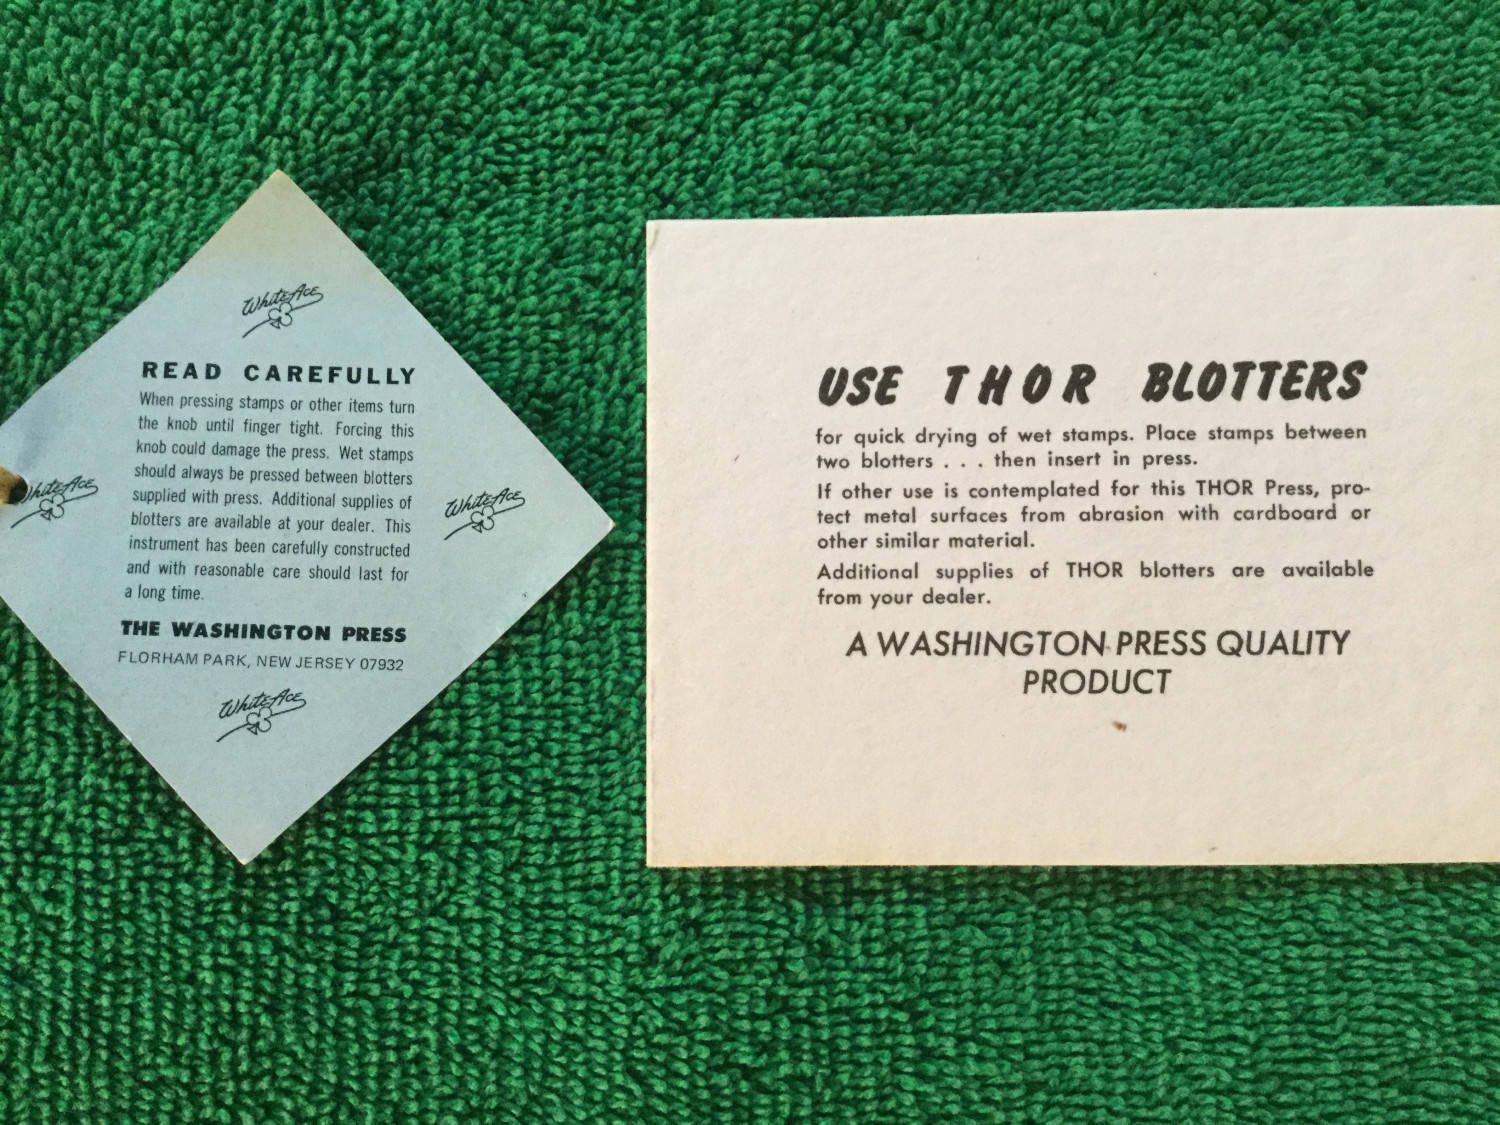 White Ace
READ CAREFULLY
When pressing stamps or other items turn
the knob until finger tight. Forcing this
knob could damage the press. Wet stamps
should always be pressed between blotters
supplied with press. Additional supplies of
blotters are available at your dealer. This
instrument has been carefully constructed
and with reasonable care should last for
a long time.
THE WASHINGTON PRESS
FLORHAM PARK, NEW JERSEY 07932
White Ace
White Ace
White Ace
USE THOR BLOTTERS
for quick drying of wet stamps. Place stamps between
two blotters . . . then insert in press.
If other use is contemplated for this THOR Press, pro-
tect metal surfaces from abrasion with cardboard or
other similar material.
Additional supplies of THOR blotters are available
from your dealer.
A WASHINGTON PRESS QUALITY
PRODUCT